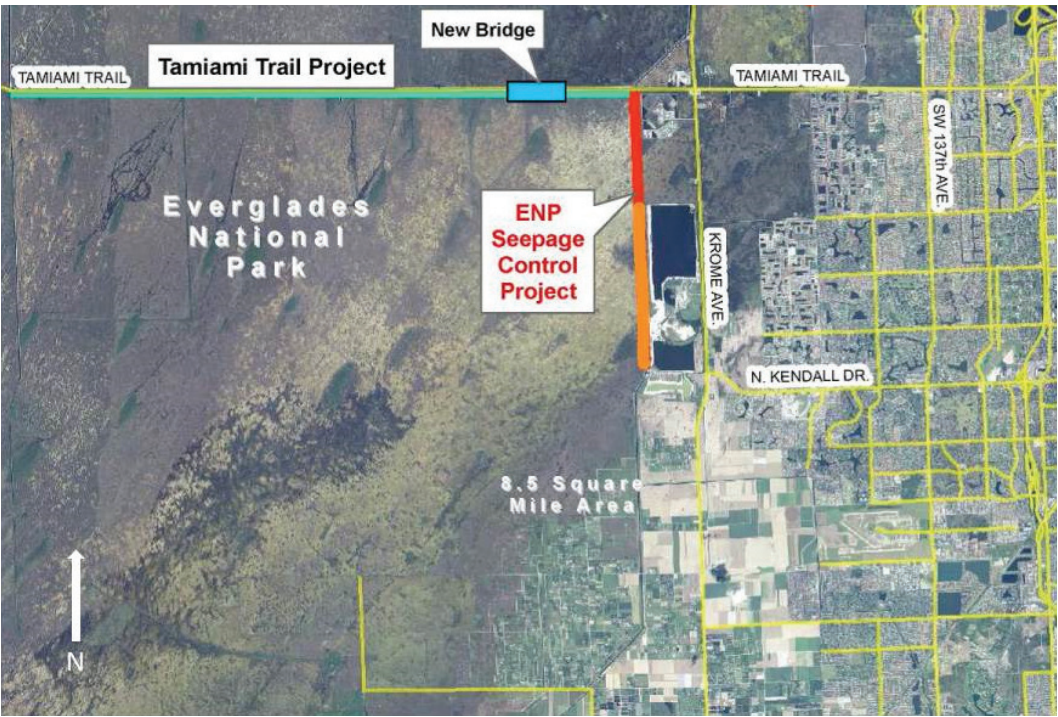 New Bridge
Tamiami Trail Project
TAMIAMI TRAIL
TAMIAMI TRAIL
SW 137th AVE.
Everglades
National
Park
ENP
Seepage
Control
Project
KROME AVE.
N. KENDALL DR.
8.5 Square
Mile Area
N